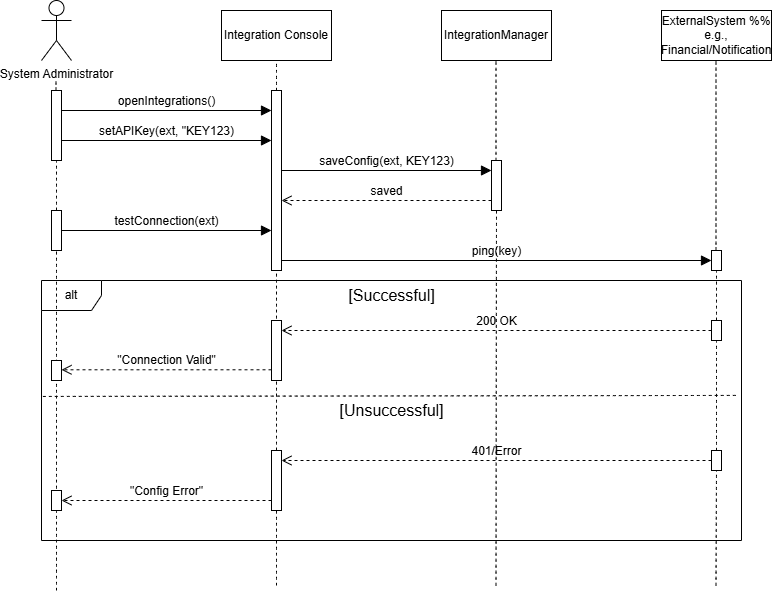 System Administrator
Integration Console
IntegrationManager
ExternalSystem %%
e.g.,
Financial/Notification
openIntegrations()
setAPIKey(ext, "KEY123)
saveConfig(ext, KEY123)
saved
testConnection(ext)
ping(key)
alt
[Successful]
200 OK
"Connection Valid"
[Unsuccessful]
401/Error
"Config Error"